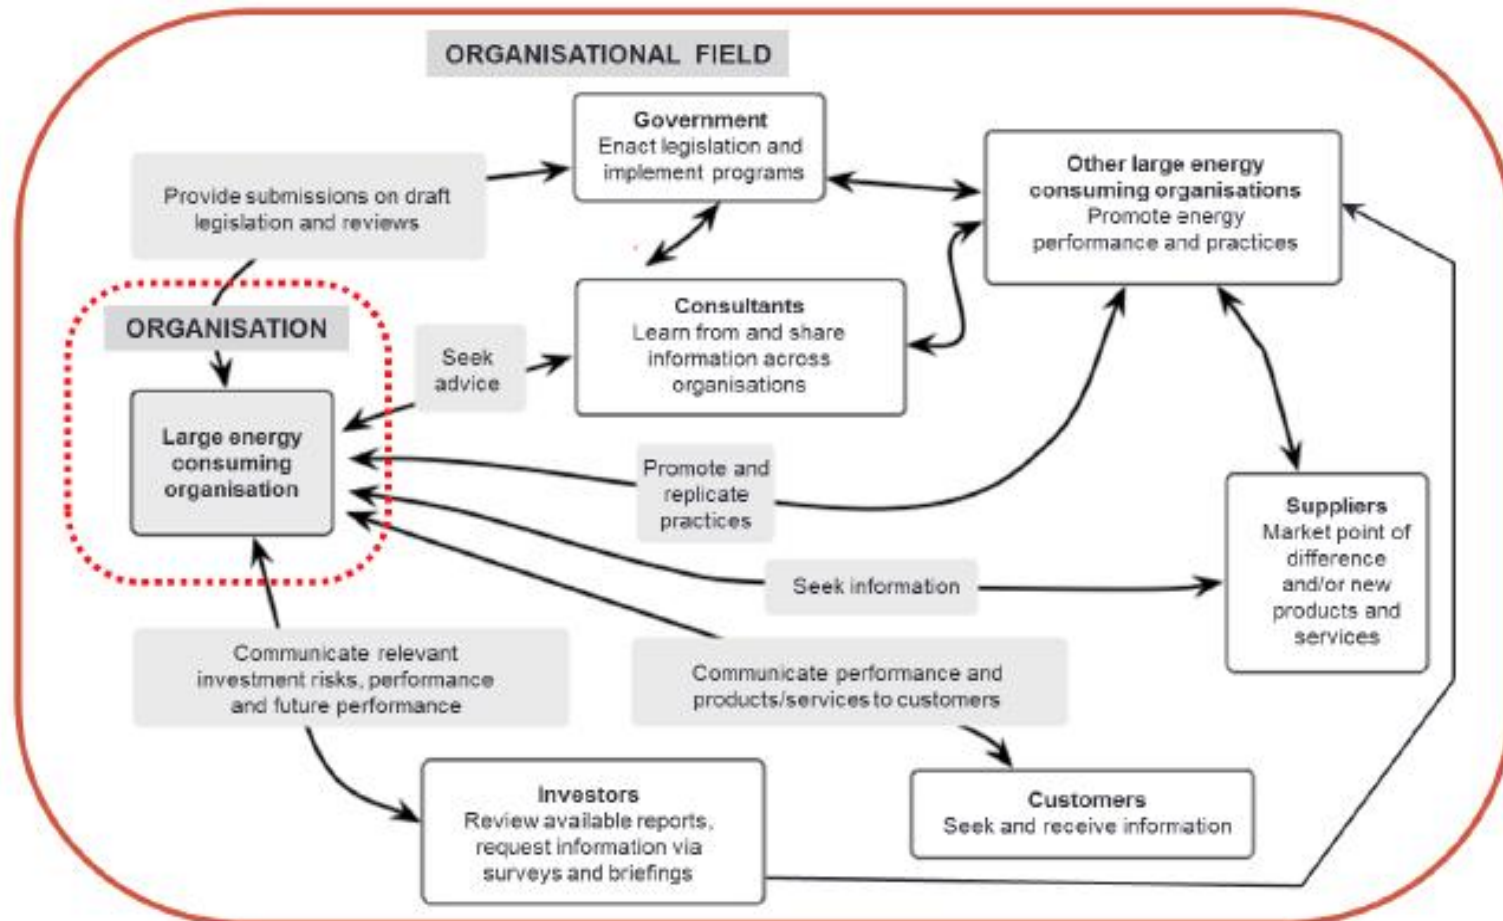 ORGANISATIONAL FIELD
Government
Enact legislation and
implement programs
Other large energy
consuming organisations
Promote energy
performance and practices
Provide submissions on draft
legislation and reviews
ORGANISATION
Consultants
Learn from and share
information across
organisations
Seek
advice
Large energy
consuming
organisation
Promote and
replicate
practices
Suppliers
Market point of
difference
and/or new
products and
services
Seek information
Communicate relevant
investment risks, performance
and future performance
Communicate performance and
products/services to customers
Investors
Review available reports,
request information via
surveys and briefings
Customers
Seek and receive information